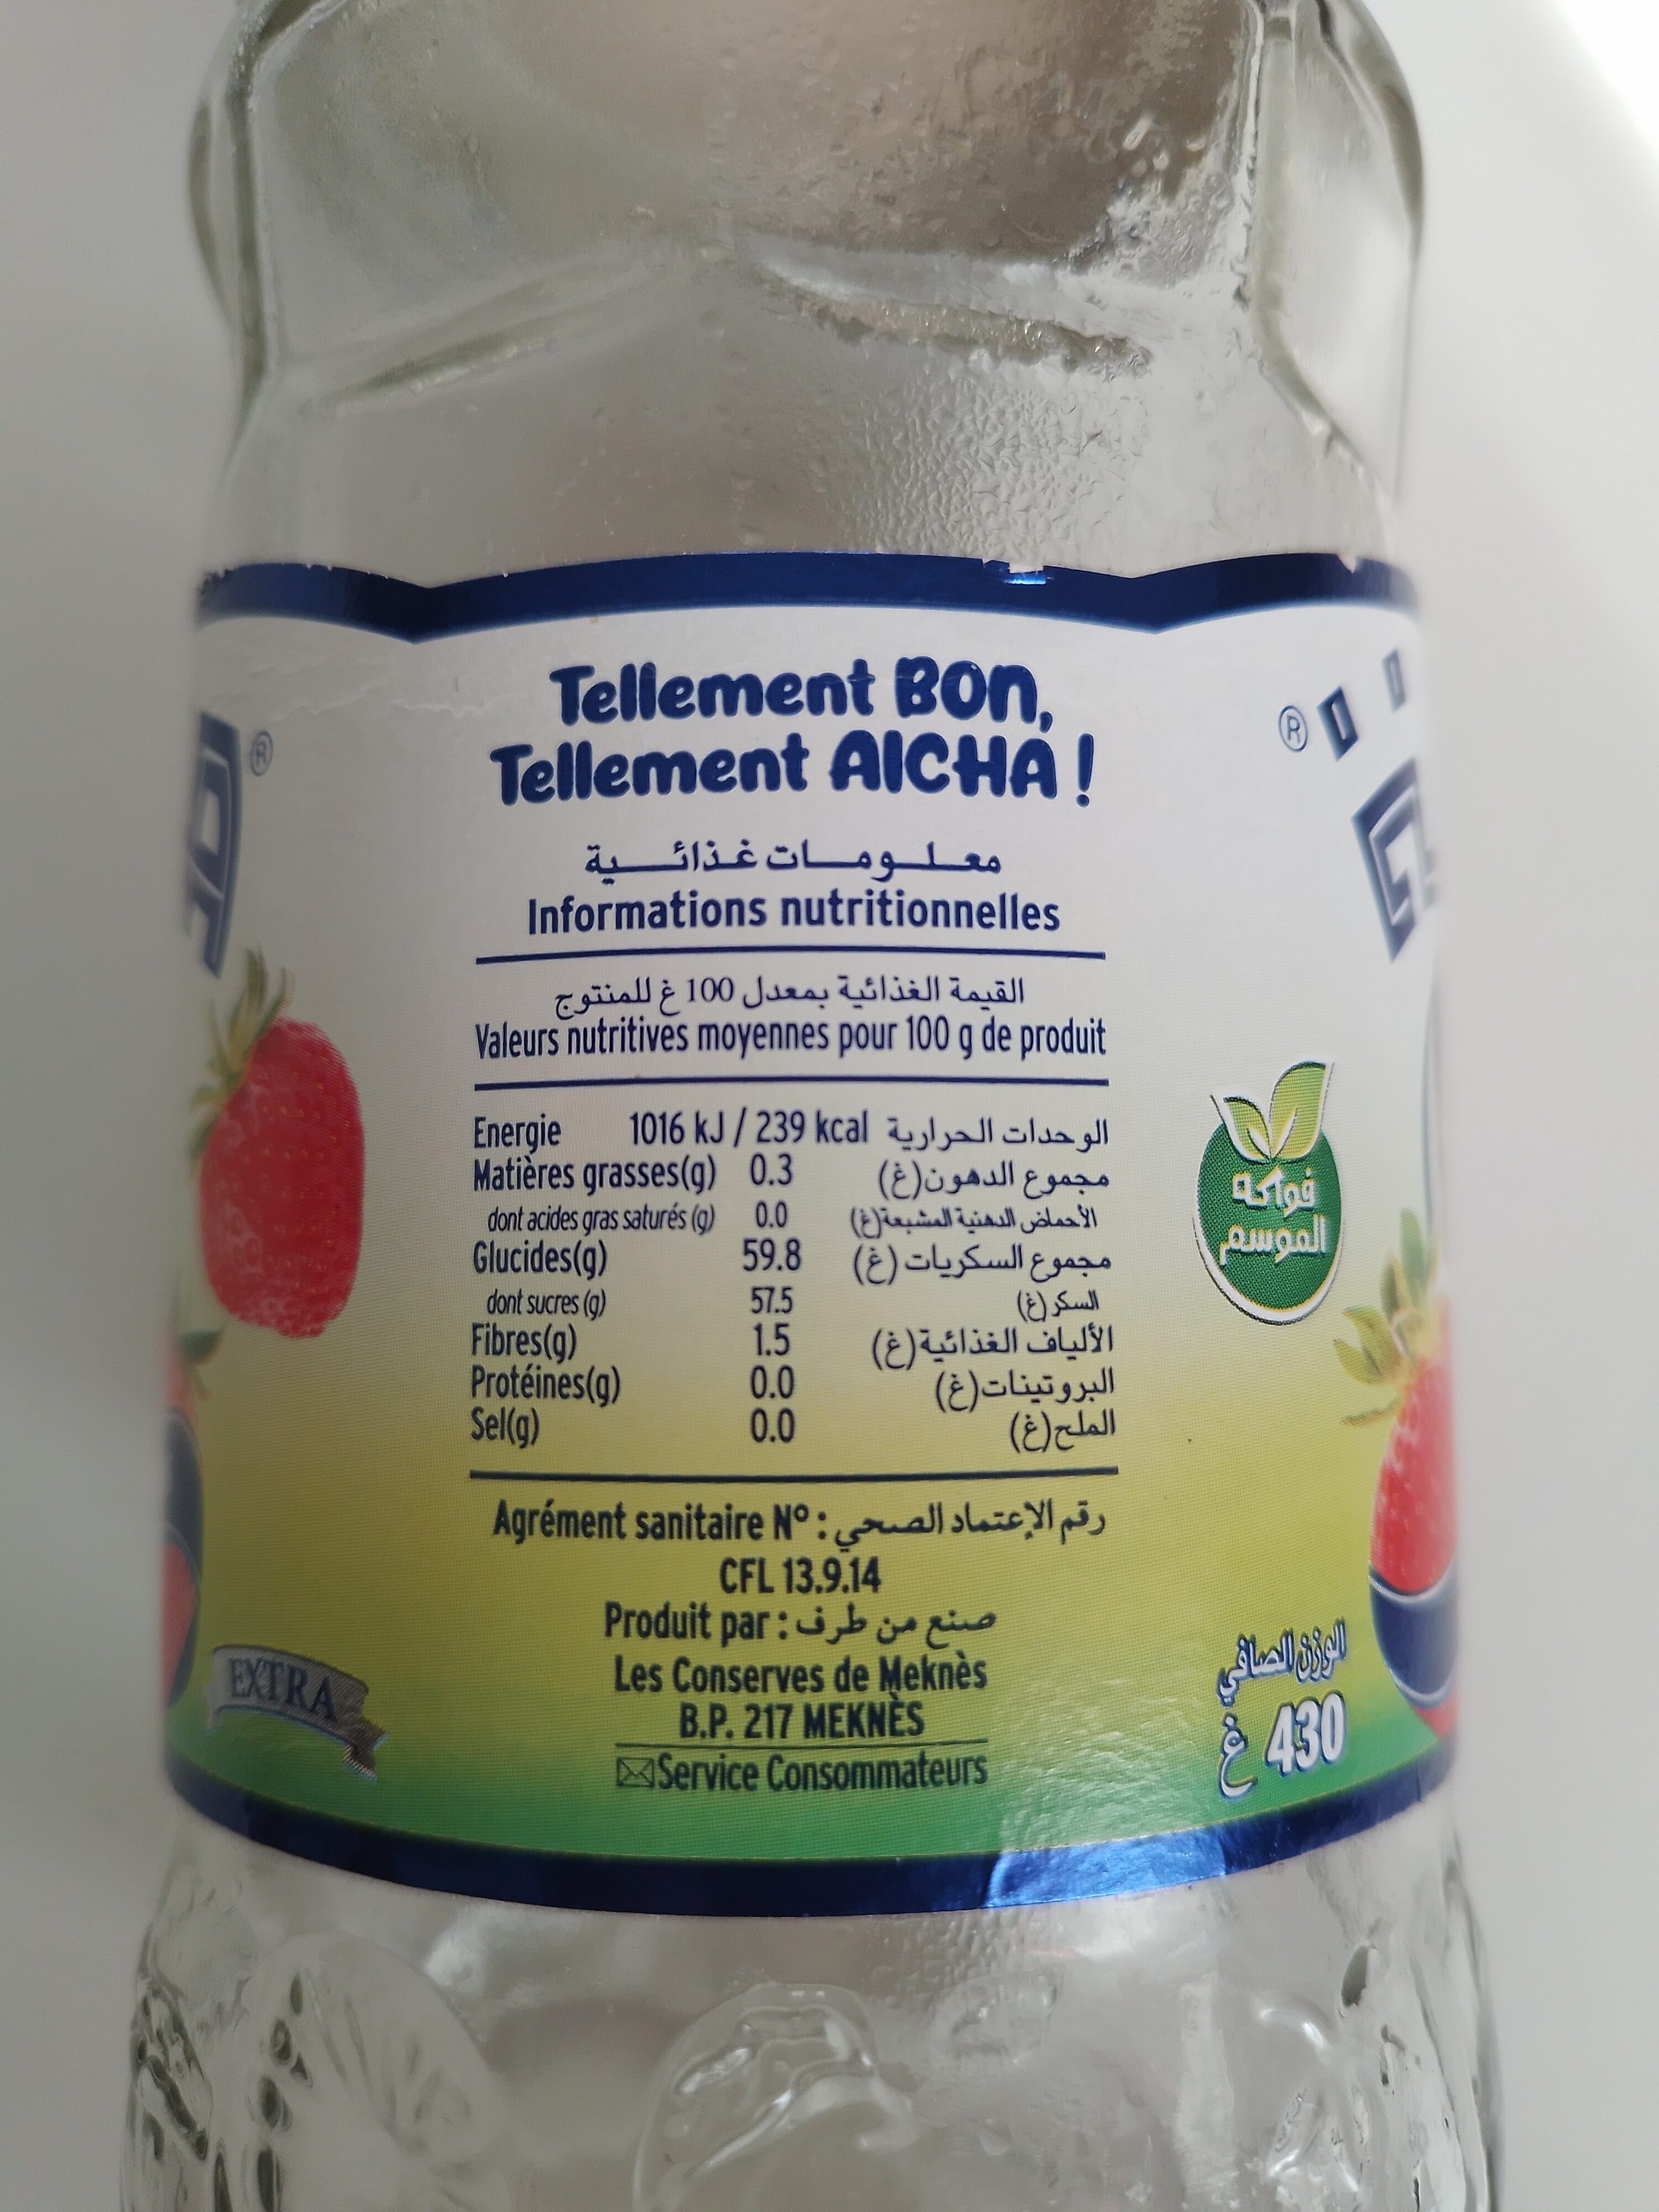 Tellement BON,
Tellement AICHA !
®
®
معلومات غذائية
Informations nutritionnelles
القيمة الغذائية بمعدل 100 غ للمنتوج
Valeurs nutritives moyennes pour 100 g de produit
Energie 1016 kJ / 239 kcal الوحدات الحرارية
Matières grasses(g) 0.3 مجموع الدهون(غ)
dont acides gras saturés (g) 0.0 الأحماض الدهنية المشبعة(غ)
Glucides(g) 59.8 مجموع السكريات (غ)
dont sucres (g) 57.5 السكر (غ)
Fibres(g) 1.5 الألياف الغذائية(غ)
Protéines(g) 0.0 البروتينات(غ)
Sel(g) 0.0 الملح(غ)
Agrément sanitaire N° : رقم الإعتماد الصحي
CFL 13.9.14
Produit par : صنع من طرف
Les Conserves de Meknès
B.P. 217 MEKNÈS
Service Consommateurs
EXTRA
فواكه
الموسم
الوزن الصافي
430 غ